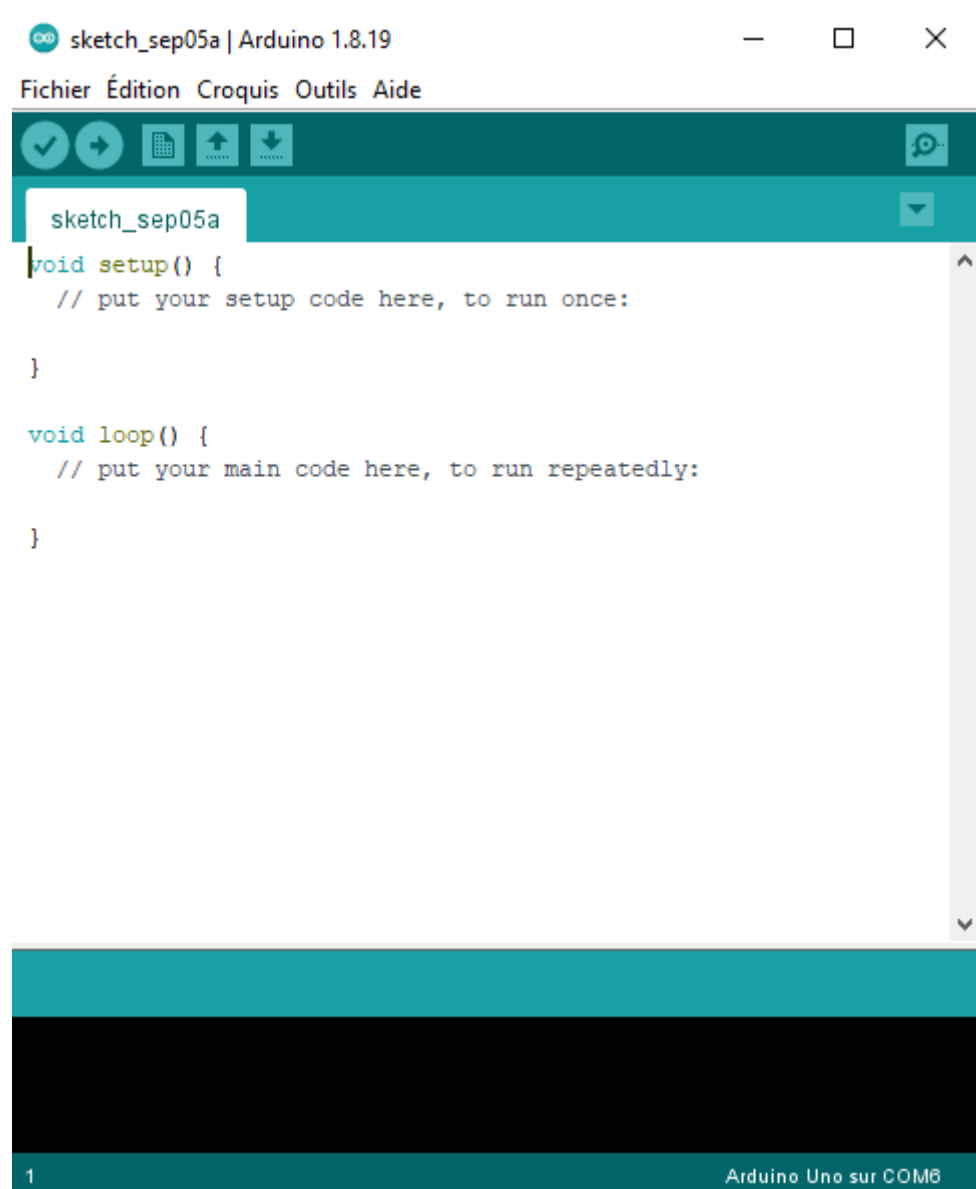 sketch_sep05a | Arduino 1.8.19
Fichier Édition Croquis Outils Aide
sketch_sep05a
void setup() {
  // put your setup code here, to run once:
}
void loop() {
  // put your main code here, to run repeatedly:
}
1 Arduino Uno sur COM6